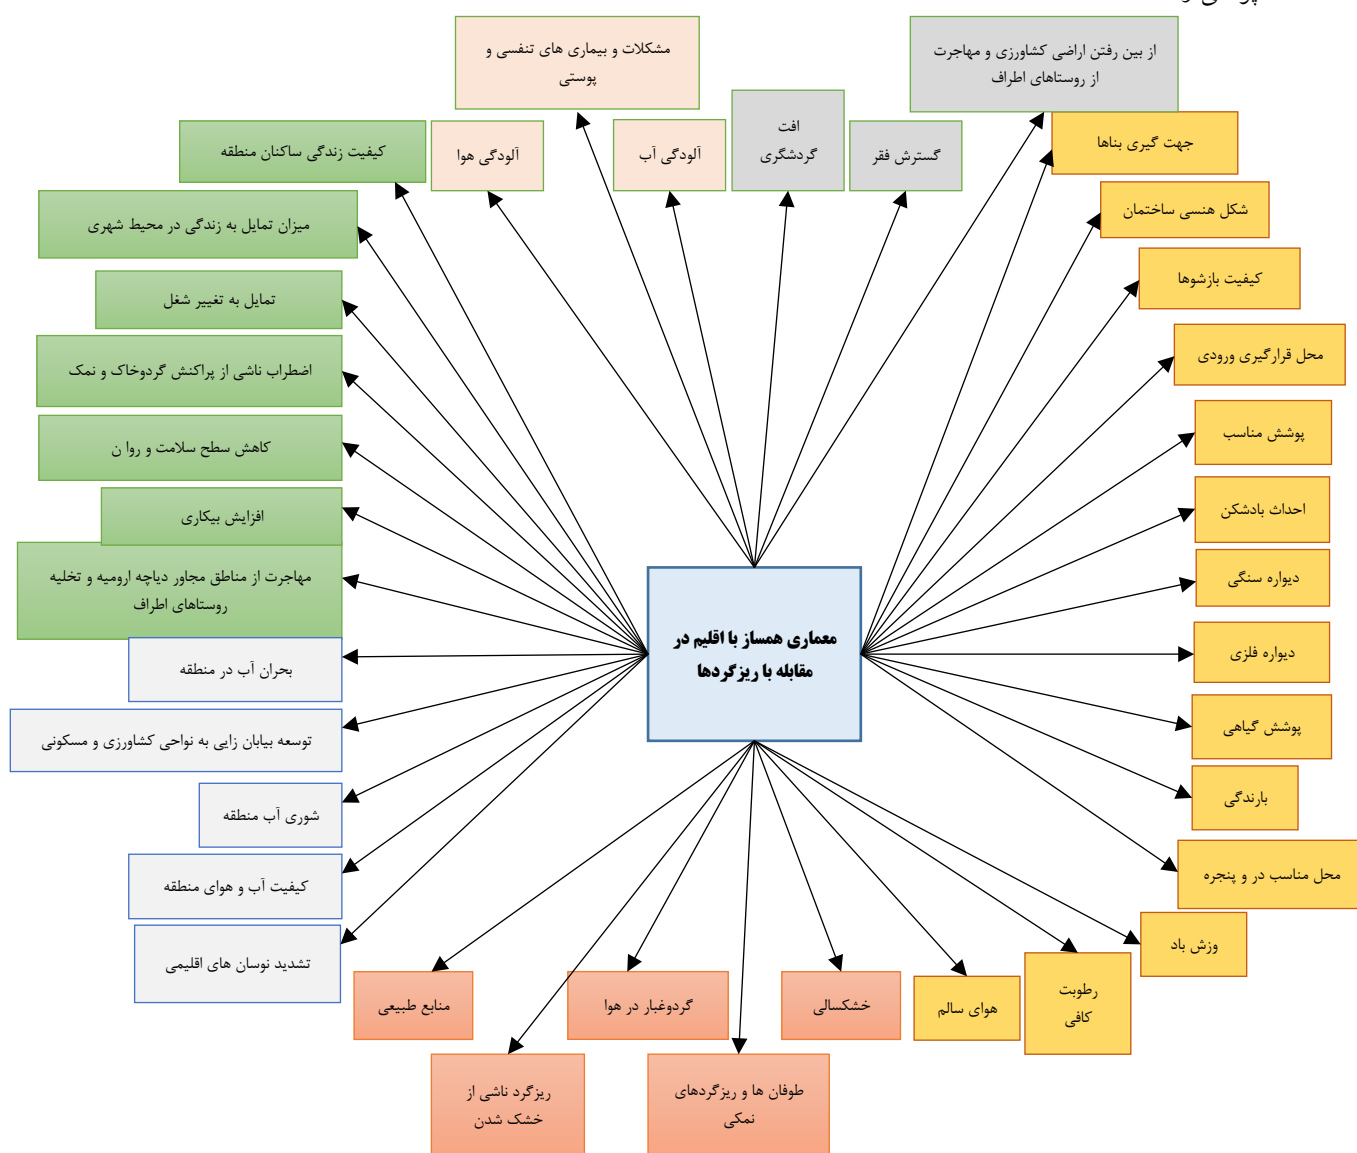 مشکلات و بیماری های تنفسی و
پوستی
از بین رفتن اراضی کشاورزی و مهاجرت
از روستاهای اطراف
کیفیت زندگی ساکنان منطقه
آلودگی هوا
آلودگی آب
افت
گردشگری
گسترش فقر
جهت گیری بناها
میزان تمایل به زندگی در محیط شهری
شکل هنسی ساختمان
تمایل به تغییر شغل
کیفیت بازشوها
اضطراب ناشی از پراکنش گردوخاک و نمک
محل قرارگیری ورودی
کاهش سطح سلامت و روا ن
پوشش مناسب
افزایش بیکاری
احداث بادشکن
مهاجرت از مناطق مجاور دیاچه ارومیه و تخلیه
روستاهای اطراف
دیواره سنگی
معماری همساز با اقلیم در
مقابله با ریزگردها
دیواره فلزی
بحران آب در منطقه
پوشش گیاهی
توسعه بیابان زایی به نواحی کشاورزی و مسکونی
بارندگی
شوری آب منطقه
محل مناسب در و پنجره
کیفیت آب و هوای منطقه
وزش باد
تشدید نوسان های اقلیمی
رطوبت
کافی
هوای سالم
خشکسالی
گردوغبار در هوا
منابع طبیعی
طوفان ها و ریزگردهای
نمکی
ریزگرد ناشی از
خشک شدن